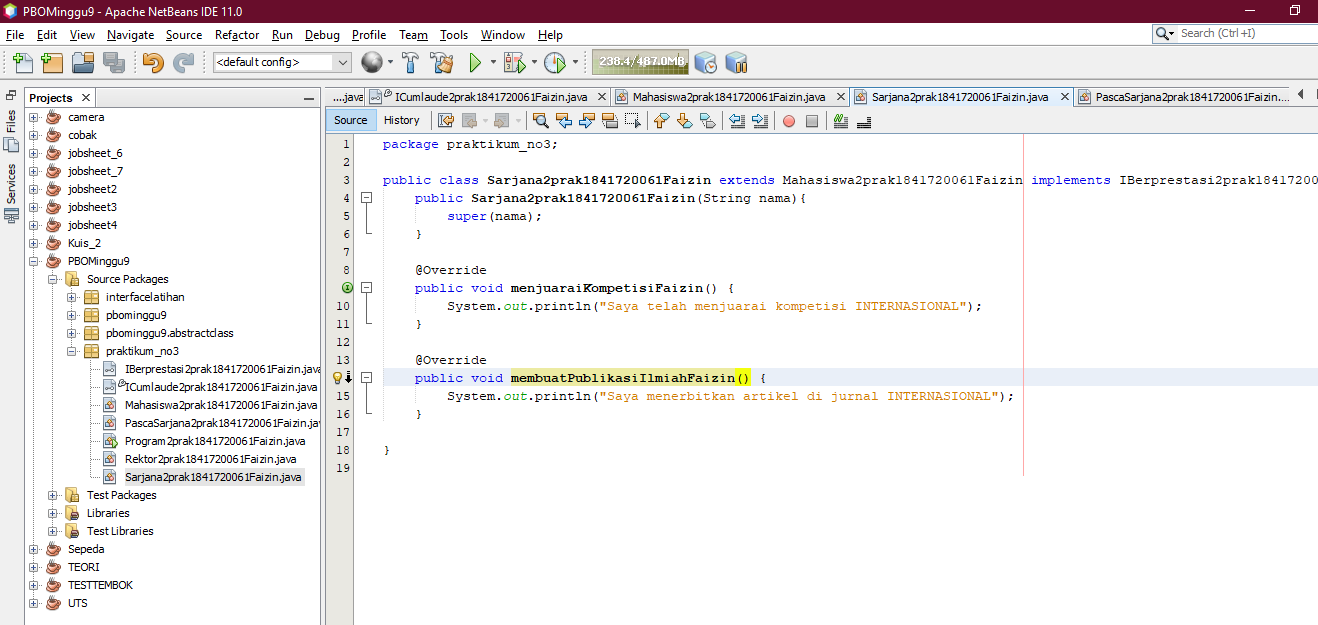 PBOMinggu9 - Apache NetBeans IDE 11.0
File Edit View Navigate Source Refactor Run Debug Profile Team Tools Window Help
Search (Ctrl+I)
<default config>
238.4/487.0MB
Files
Services
Projects
camera
cobak
jobsheet_6
jobsheet_7
jobsheet2
jobsheet3
jobsheet4
Kuis_2
PBOMinggu9
Source Packages
interfacelatihan
pbominggu9
pbominggu9.abstractclass
praktikum_no3
IBerprestasi2prak1841720061Faizin.java
ICumlaude2prak1841720061Faizin.java
Mahasiswa2prak1841720061Faizin.java
PascaSarjana2prak1841720061Faizin.jav
Program2prak1841720061Faizin.java
Rektor2prak1841720061Faizin.java
Sarjana2prak1841720061Faizin.java
Test Packages
Libraries
Test Libraries
Sepeda
TEORI
TESTTEMBOK
UTS
....java ICumlaude2prak1841720061Faizin.java Mahasiswa2prak1841720061Faizin.java Sarjana2prak1841720061Faizin.java PascaSarjana2prak1841720061Faizin....
Source History
1 package praktikum_no3;
2
3 public class Sarjana2prak1841720061Faizin extends Mahasiswa2prak1841720061Faizin implements IBerprestasi2prak18417200
4 public Sarjana2prak1841720061Faizin(String nama){
5 super(nama);
6 }
7
8 @Override
public void menjuaraiKompetisiFaizin() {
10 System.out.println("Saya telah menjuarai kompetisi INTERNASIONAL");
11 }
12
13 @Override
public void membuatPublikasiIlmiahFaizin() {
15 System.out.println("Saya menerbitkan artikel di jurnal INTERNASIONAL");
16 }
17
18 }
19